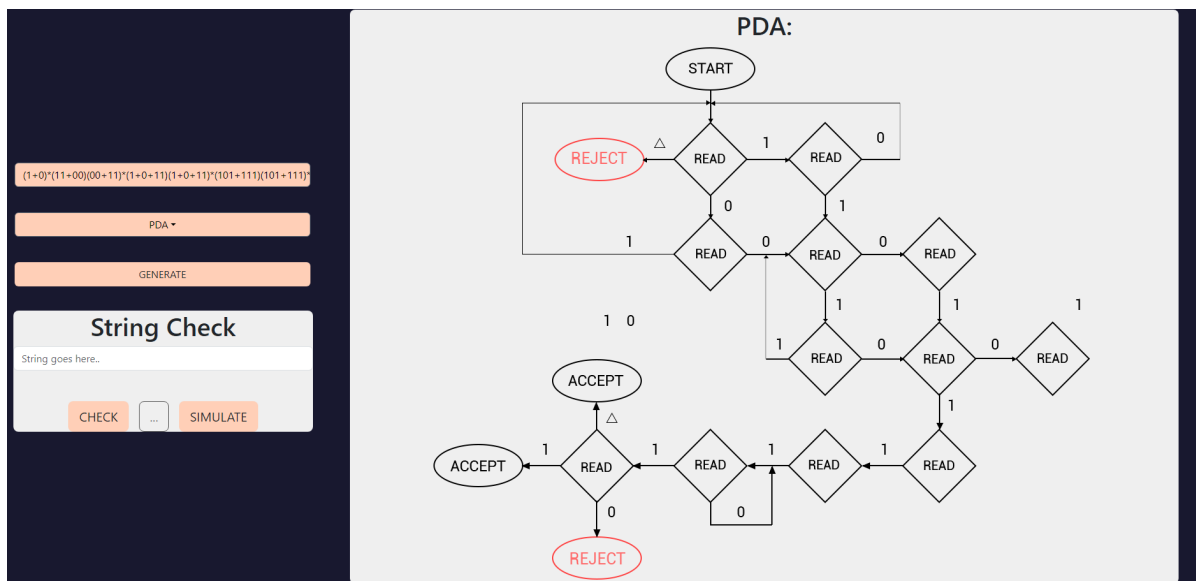 PDA:
START
(1+0)*(11+00)(00+11)*(1+0+11)(1+0+11)*(101+111)(101+111)*
PDA
GENERATE
String Check
String goes here..
CHECK
...
SIMULATE
REJECT
△
READ
1
READ
0
0
1
1
READ
0
READ
0
READ
1
1
1
1 0
1
READ
0
READ
0
READ
ACCEPT
△
1
ACCEPT
1
READ
1
READ
1
READ
1
READ
0
0
REJECT